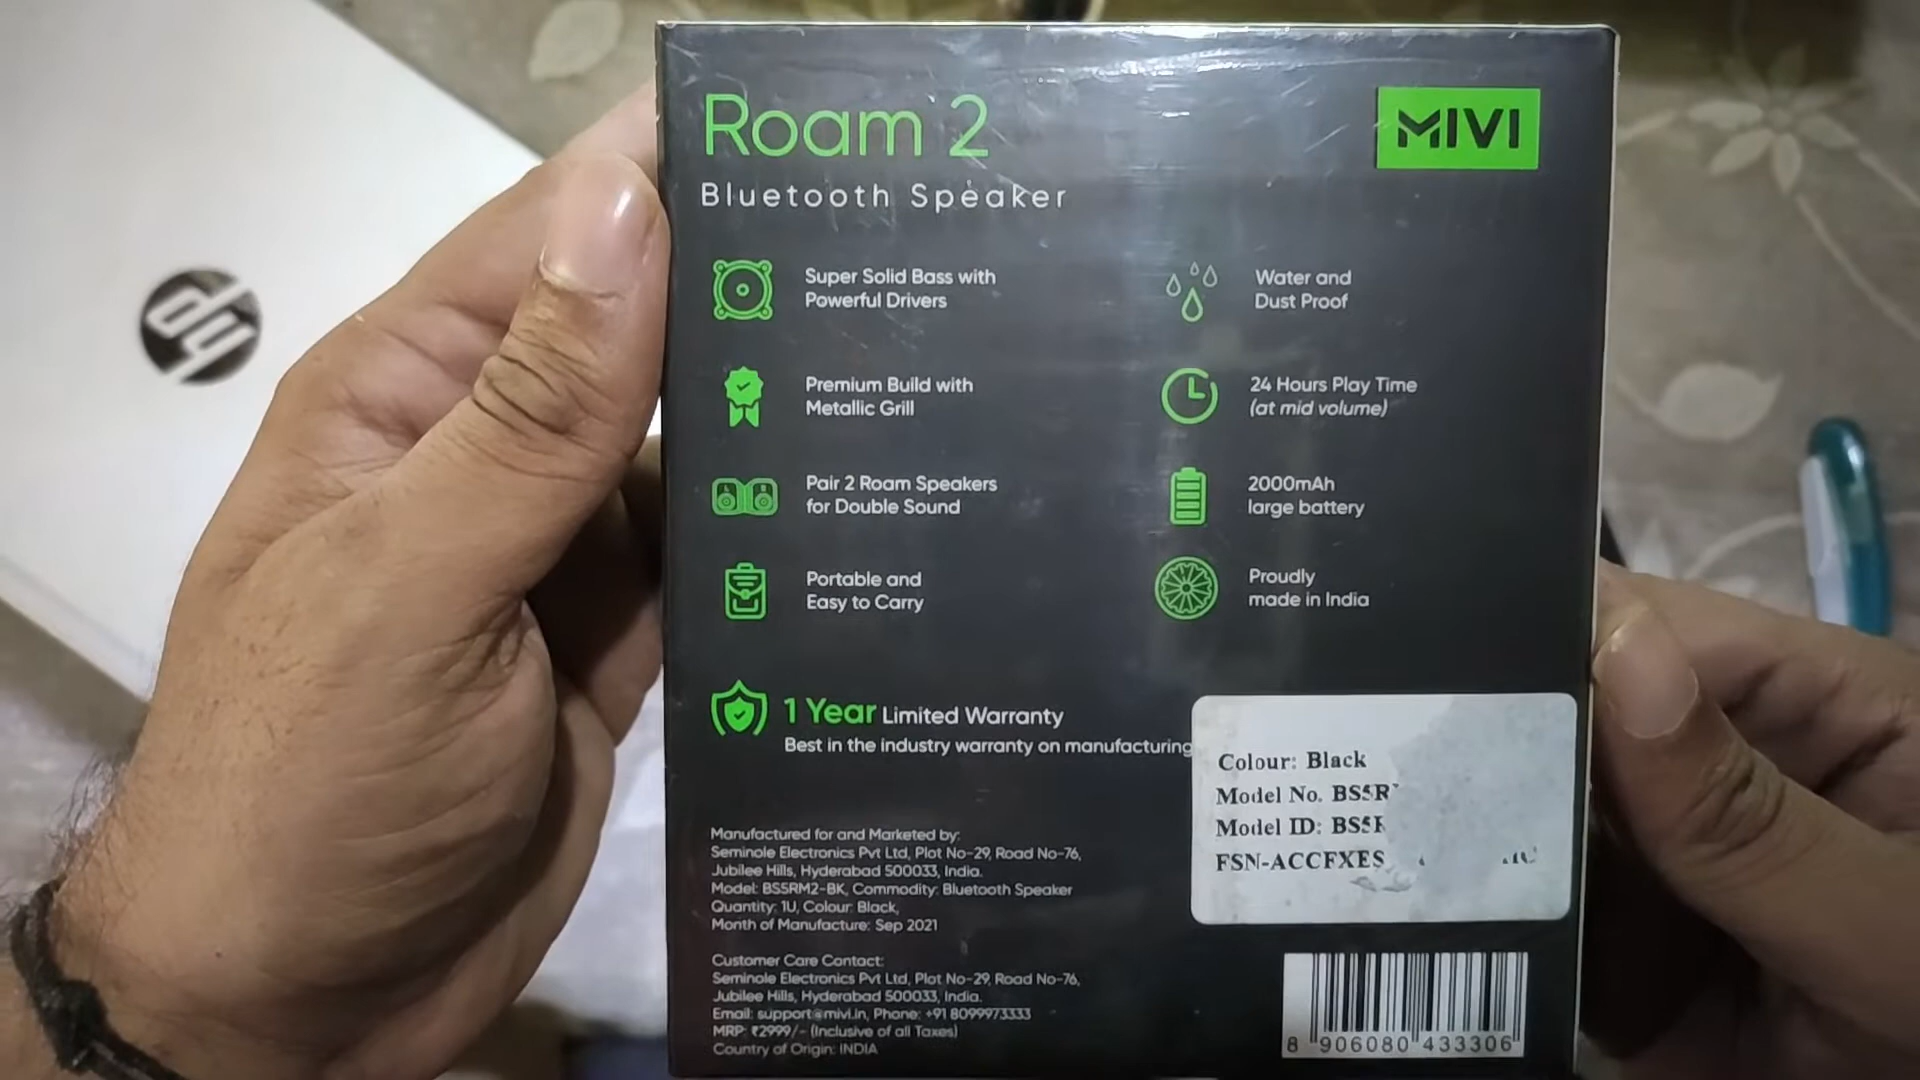 Roam 2
MIVI
Bluetooth Speaker
Super Solid Bass with
Powerful Drivers
Water and
Dust Proof
Premium Build with
Metallic Grill
24 Hours Play Time
(at mid volume)
Pair 2 Roam Speakers
for Double Sound
2000mAh
large battery
Portable and
Easy to Carry
Proudly
made in India
1 Year Limited Warranty
Best in the industry warranty on manufacturing
Colour: Black
Model No.
Model ID:
Manufactured for and Marketed by:
Seminole Electronics Pvt Ltd, Plot No-29, Road No-76,
Jubilee Hills, Hyderabad 500033, India.
Model: BS5RM2-BK, Commodity: Bluetooth Speaker
Quantity: 1U, Colour: Black,
Month of Manufacture: Sep 2021
Customer Care Contact:
Seminole Electronics Pvt Ltd, Plot No-29, Road No-76,
Jubilee Hills, Hyderabad 500033, India.
Email: support@mivi.in, Phone: +91 8099973333
MRP: ₹2999/- (Inclusive of all Taxes)
Country of Origin: INDIA
8 906080 433306
hp